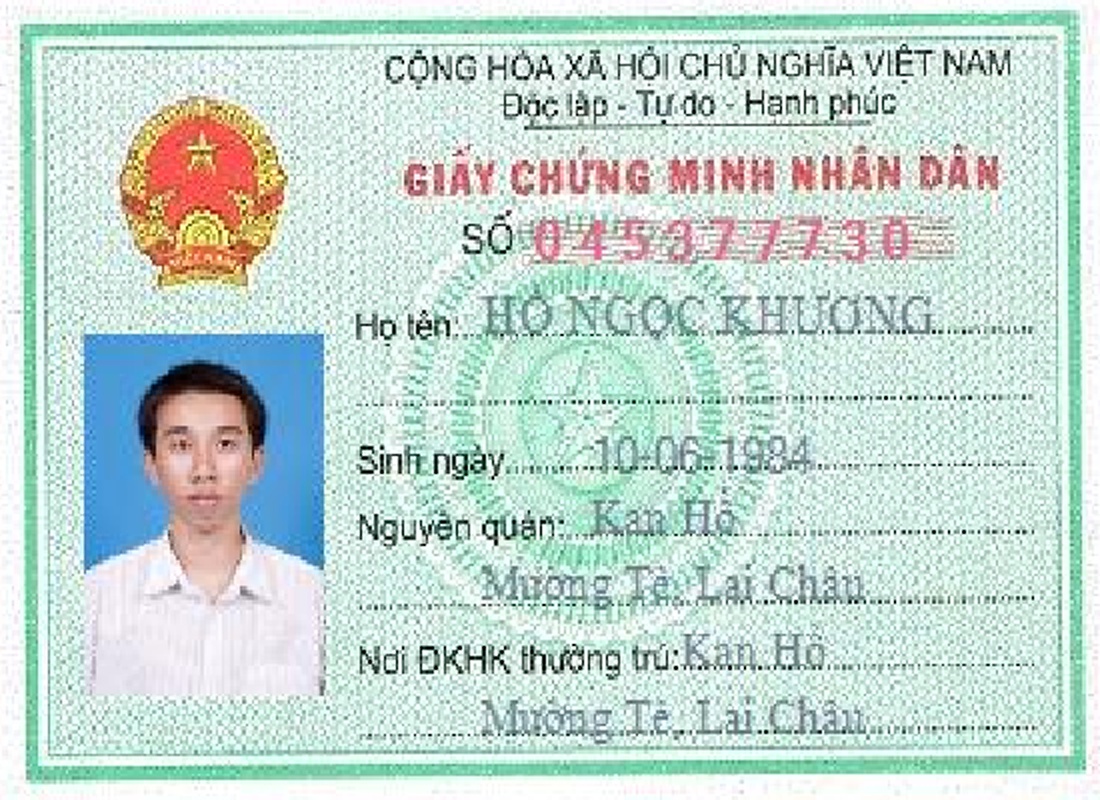 CỘNG HÒA XÃ HỘI CHỦ NGHĨA VIỆT NAM
Độc lập - Tự do - Hạnh phúc
GIẤY CHỨNG MINH NHÂN DÂN
SỐ 045377730
Họ tên: HỒ NGỌC KHƯƠNG
Sinh ngày 10-06-1984
Nguyên quán: Kan Hồ
Mường Tè, Lai Châu
Nơi ĐKHK thường trú: Kan Hồ
Mường Tè, Lai Châu